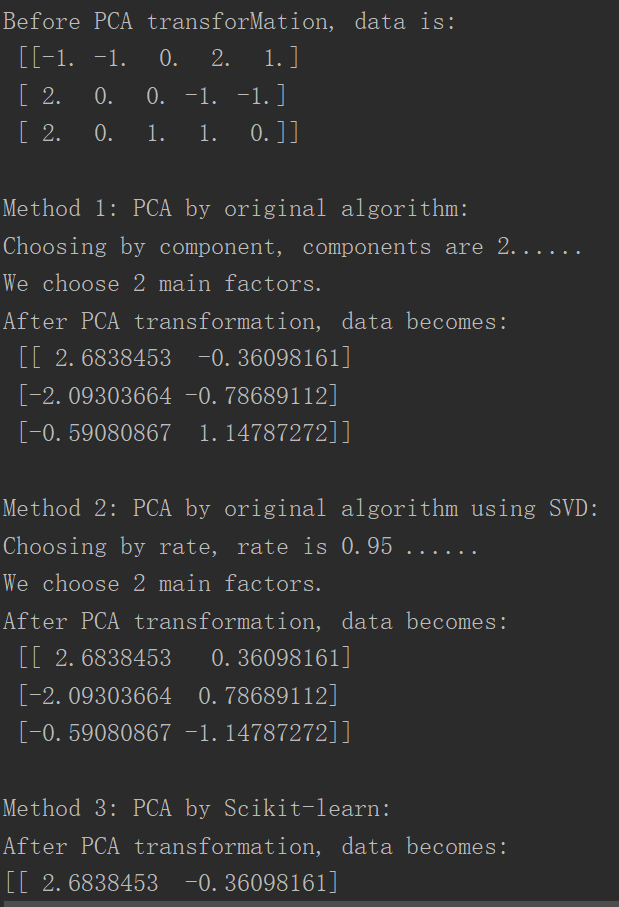 Before PCA transforMation, data is:
[[-1. -1.  0.  2.  1.]
[ 2.  0.  0. -1. -1.]
[ 2.  0.  1.  1.  0.]]
Method 1: PCA by original algorithm:
Choosing by component, components are 2......
We choose 2 main factors.
After PCA transformation, data becomes:
[[ 2.6838453  -0.36098161]
[-2.09303664 -0.78689112]
[-0.59080867  1.14787272]]
Method 2: PCA by original algorithm using SVD:
Choosing by rate, rate is 0.95 ......
We choose 2 main factors.
After PCA transformation, data becomes:
[[ 2.6838453   0.36098161]
[-2.09303664  0.78689112]
[-0.59080867 -1.14787272]]
Method 3: PCA by Scikit-learn:
After PCA transformation, data becomes:
[[ 2.6838453  -0.36098161]